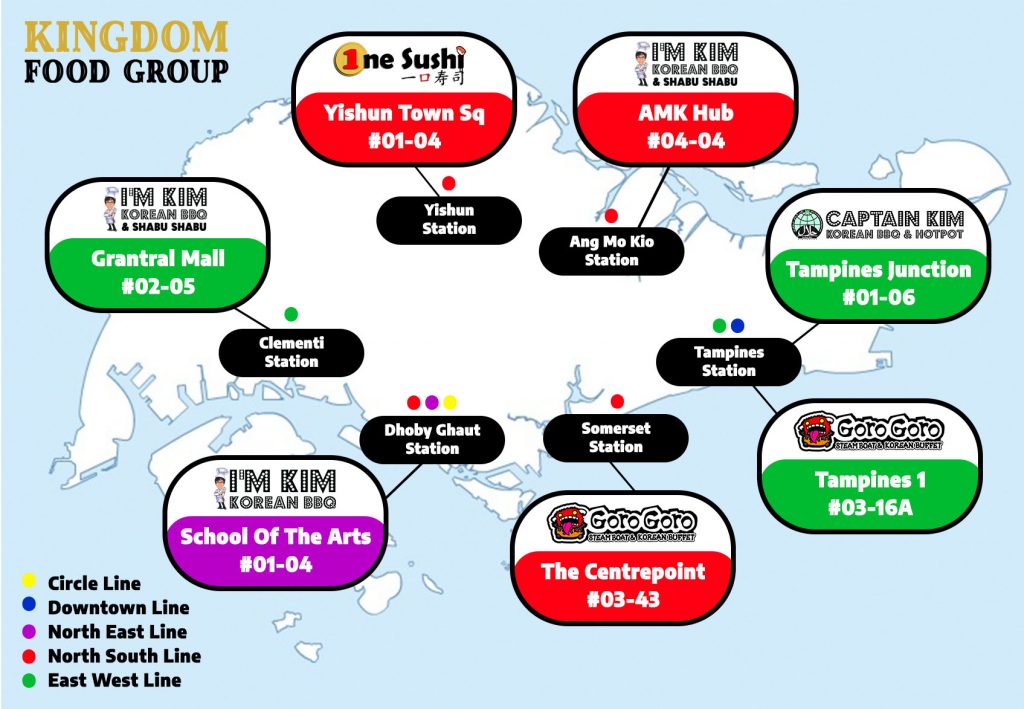 KINGDOM
FOOD GROUP
1ne Sushi
一口寿司
Yishun Town Sq
#01-04
Yishun
Station
I'M KIM
KOREAN BBQ
& SHABU SHABU
AMK Hub
#04-04
Ang Mo Kio
Station
I'M KIM
KOREAN BBQ
& SHABU SHABU
Grantral Mall
#02-05
Clementi
Station
CAPTAIN KIM
KOREAN BBQ & HOTPOT
Tampines Junction
#01-06
Tampines
Station
GoroGoro
STEAM BOAT & KOREAN BUFFET
Tampines 1
#03-16A
Dhoby Ghaut
Station
I'M KIM
KOREAN BBQ
School Of The Arts
#01-04
Somerset
Station
GoroGoro
STEAM BOAT & KOREAN BUFFET
The Centrepoint
#03-43
Circle Line
Downtown Line
North East Line
North South Line
East West Line